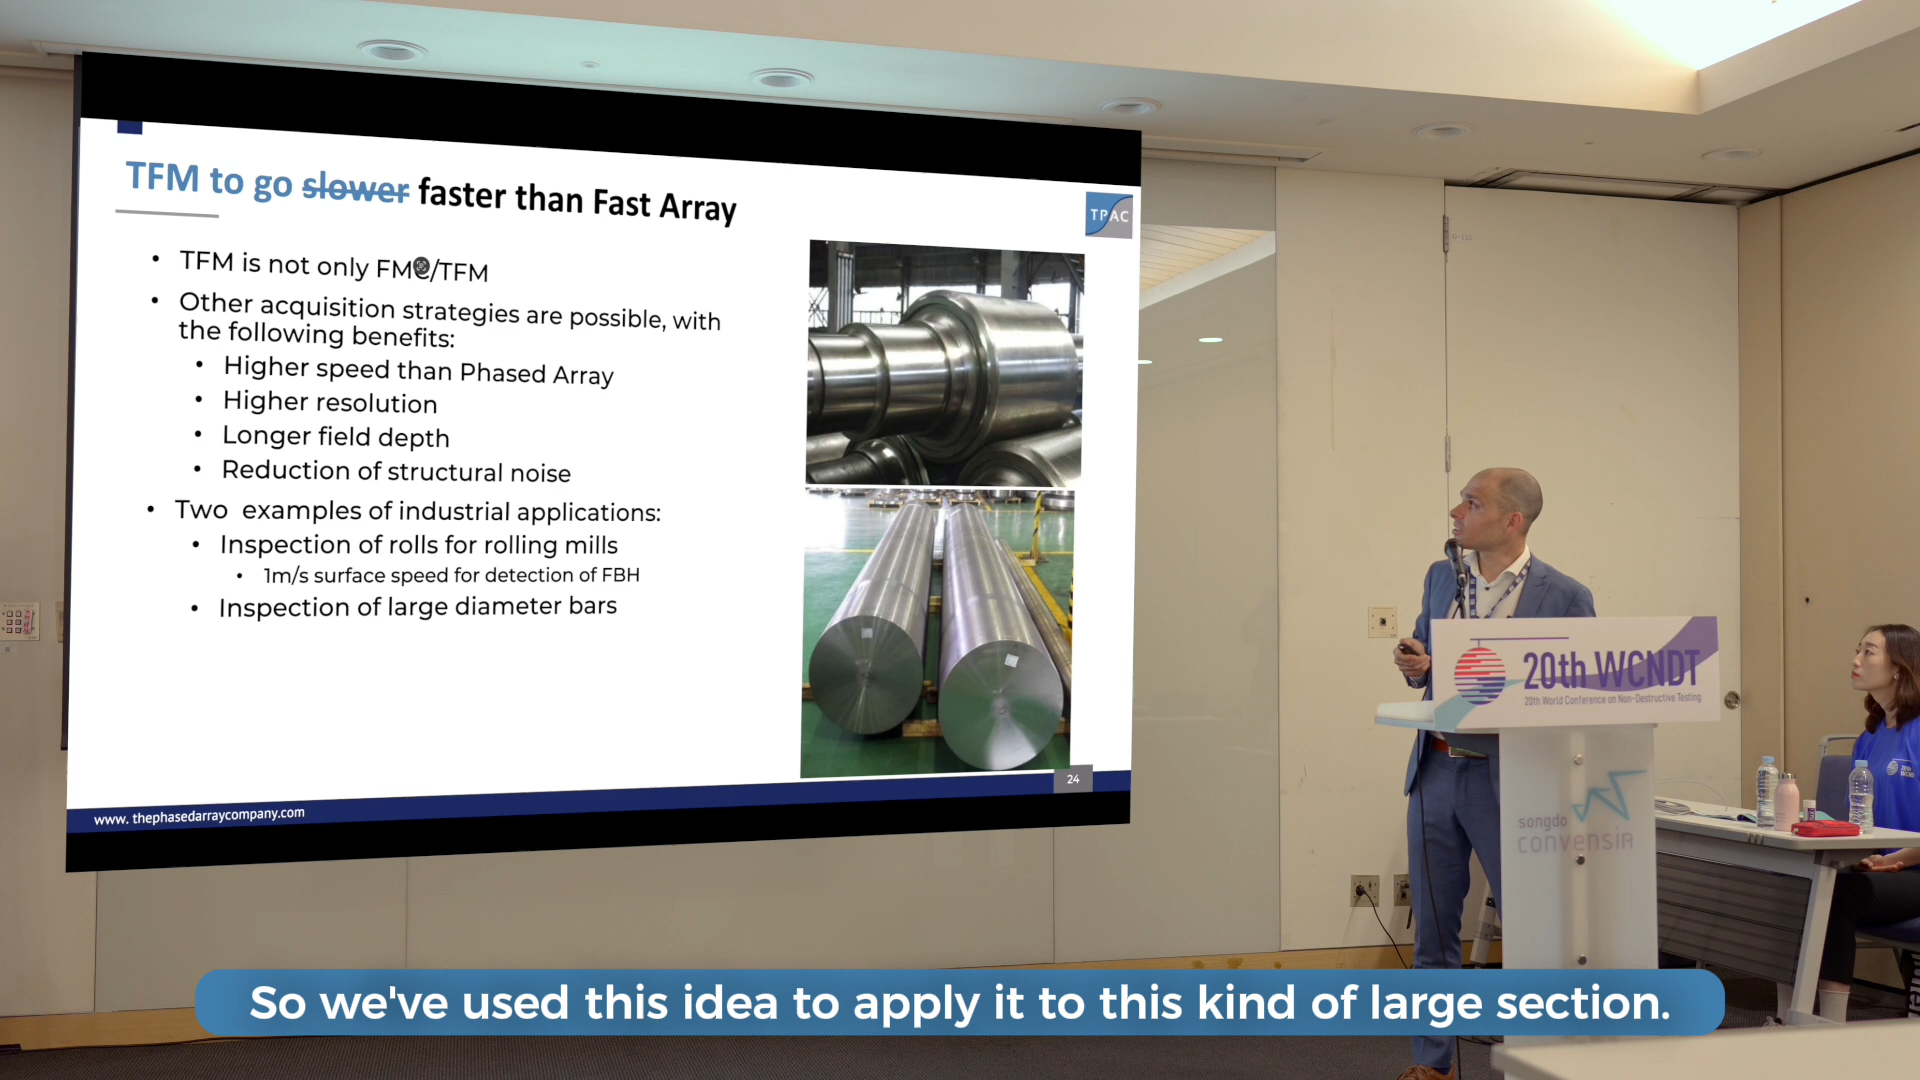 TFM to go slower faster than Fast Array
TPAC
• TFM is not only FMC/TFM
• Other acquisition strategies are possible, with
the following benefits:
• Higher speed than Phased Array
• Higher resolution
• Longer field depth
• Reduction of structural noise
• Two examples of industrial applications:
• Inspection of rolls for rolling mills
• 1m/s surface speed for detection of FBH
• Inspection of large diameter bars
24
www. thephasedarraycompany.com
20th WCNDT
20th World Conference on Non-Destructive Testing
songdo
convensia
So we've used this idea to apply it to this kind of large section.